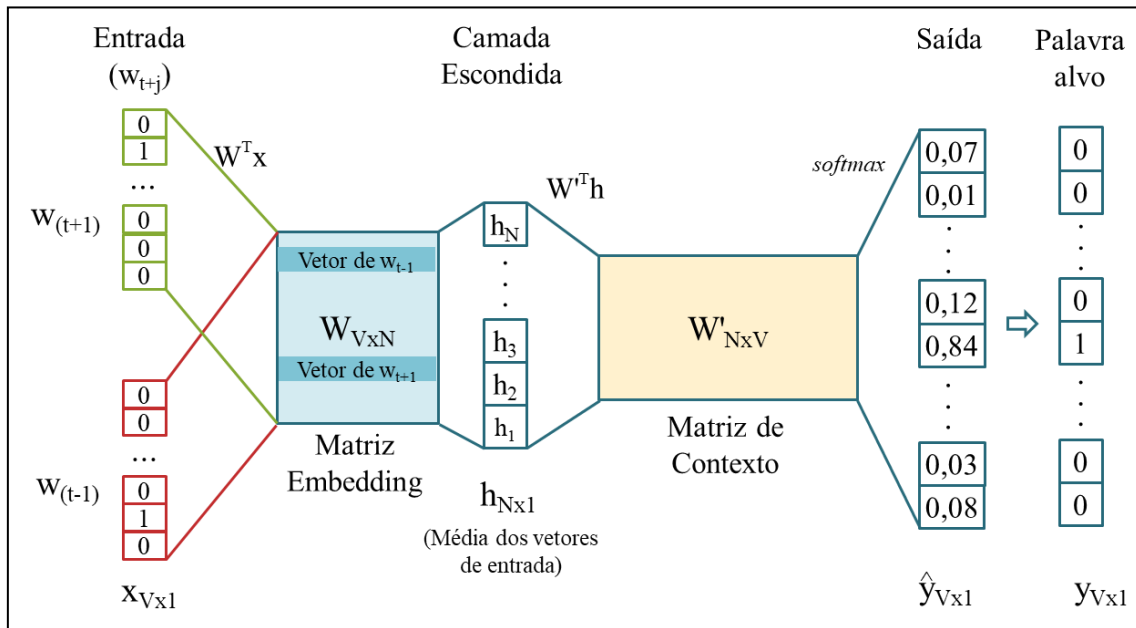 Entrada
(w_{t+j})
0
1
...
w_{(t+1)}
0
0
0
0
0
...
w_{(t-1)}
0
1
0
x_{Vx1}
W^Tx
Vetor de w_{t-1}
W_{VxN}
Vetor de w_{t+1}
Matriz
Embedding
Camada
Escondida
h_N
.
.
.
h_3
h_2
h_1
h_{Nx1}
(Média dos vetores
de entrada)
W'^Th
W'_{NxV}
Matriz de
Contexto
softmax
Saída
0,07
0,01
.
.
.
0,12
0,84
.
.
.
0,03
0,08
ŷ_{Vx1}
Palavra
alvo
0
0
.
.
.
0
1
.
.
.
0
0
y_{Vx1}